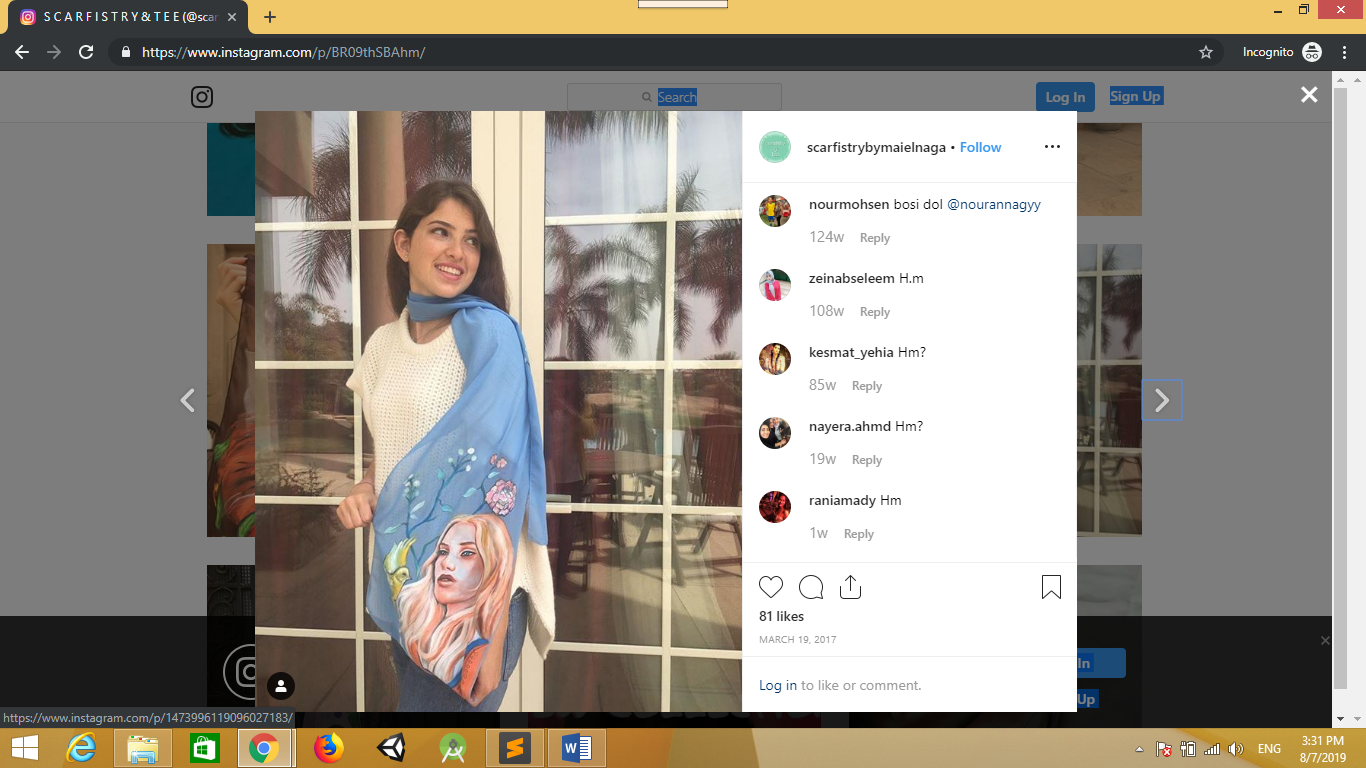 S C A R F I S T R Y & T E E (@scar
https://www.instagram.com/p/BR09thSBAhm/
Incognito
Search
Log In
Sign Up
scarfistrybymaielnaga • Follow
nourmohsen bosi dol @nourannagyy
124w Reply
zeinabseleem H.m
108w Reply
kesmat_yehia Hm?
85w Reply
nayera.ahmd Hm?
19w Reply
raniamady Hm
1w Reply
81 likes
MARCH 19, 2017
In
Log in to like or comment.
Up
https://www.instagram.com/p/1473996119096027183/
ENG
3:31 PM
8/7/2019